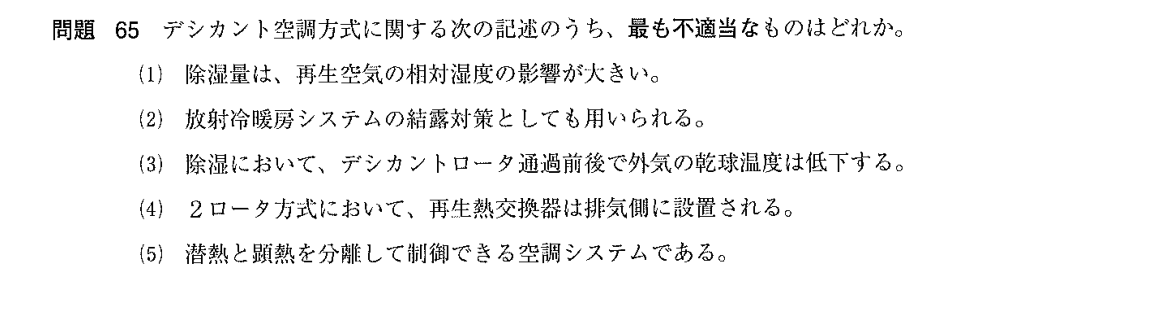 問題 65 デシカント空調方式に関する次の記述のうち、最も不適当なものはどれか。
(1) 除湿量は、再生空気の相対湿度の影響が大きい。
(2) 放射冷暖房システムの結露対策としても用いられる。
(3) 除湿において、デシカントロータ通過前後で外気の乾球温度は低下する。
(4) 2ロータ方式において、再生熱交換器は排気側に設置される。
(5) 潜熱と顕熱を分離して制御できる空調システムである。